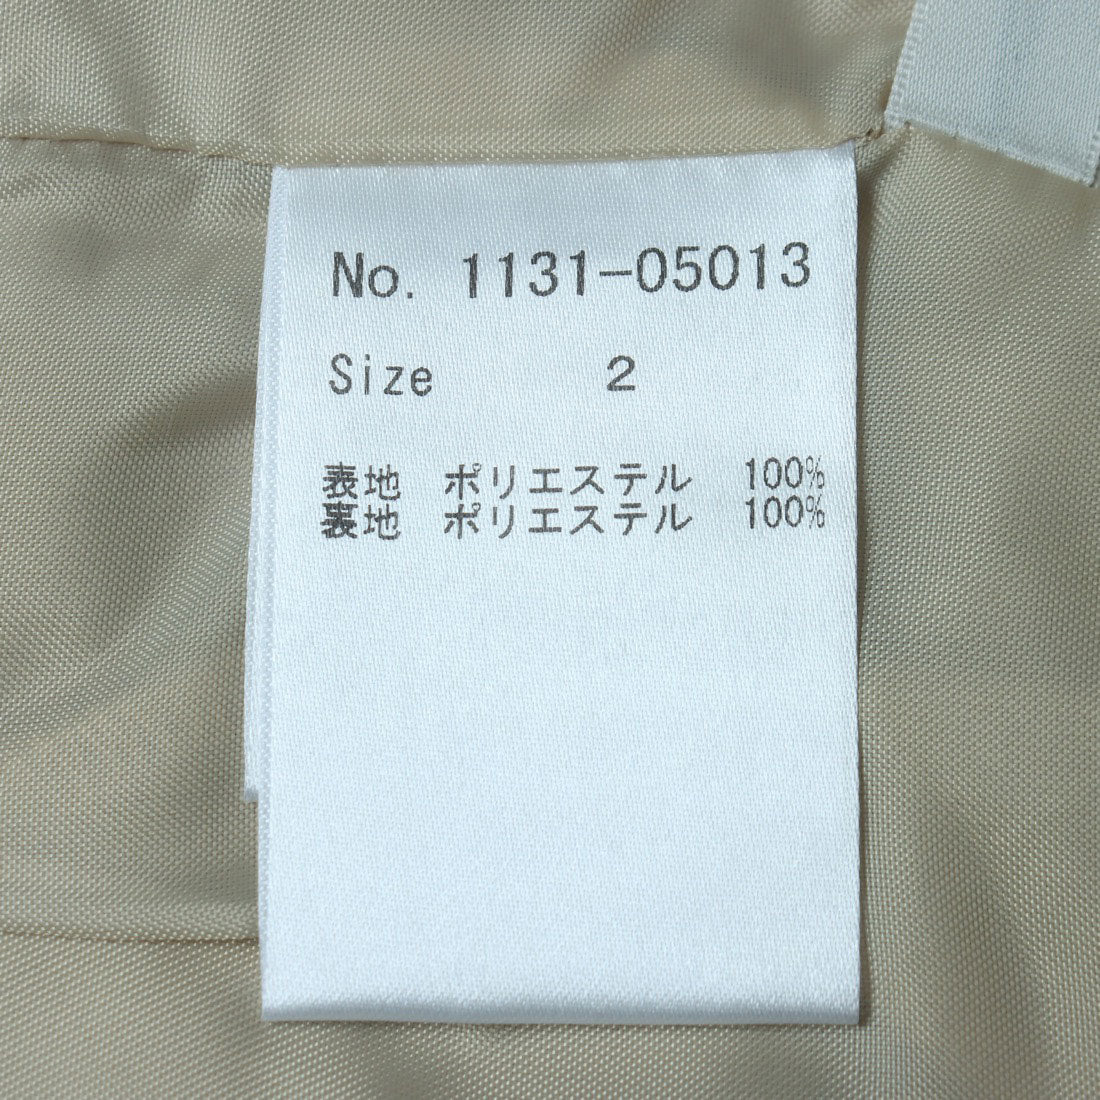 No. 1131-05013
Size 2
表地 ポリエステル 100%
裏地 ポリエステル 100%